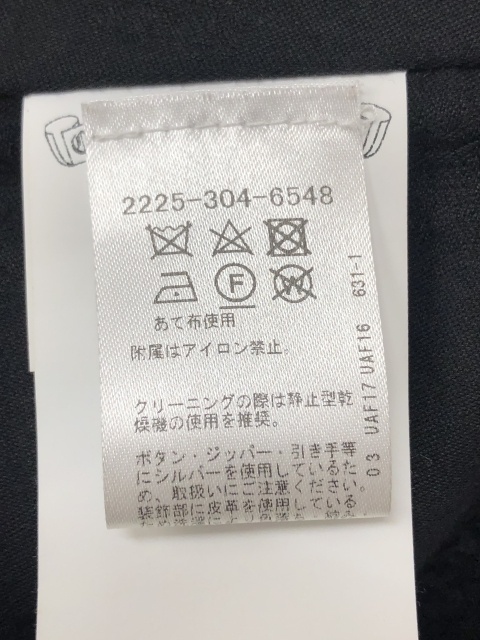 2225-304-6548
F
W
あて布使用
附属はアイロン禁止。
クリーニングの際は静止型乾
燥機の使用を推奨。
ボタン・ジッパー・引き手等
にシルバーを使用しているた
め、取扱いにご注意ください。
装飾部に皮革を使用している
03 UAF17 UAF16 631-1